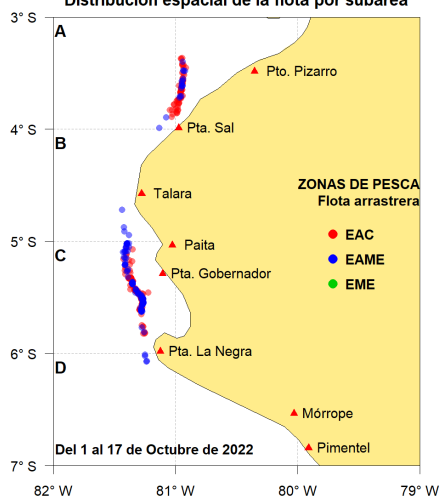 Distribución espacial de la flota por subárea
3° S
A
Pto. Pizarro
4° S
Pta. Sal
B
ZONAS DE PESCA
Talara
Flota arrastrera
EAC
5° S
Paita
C
EAME
Pta. Gobernador
EME
6° S
Pta. La Negra
D
Mórrope
Del 1 al 17 de Octubre de 2022
Pimentel
7° S
82° W
81° W
80° W
79° W